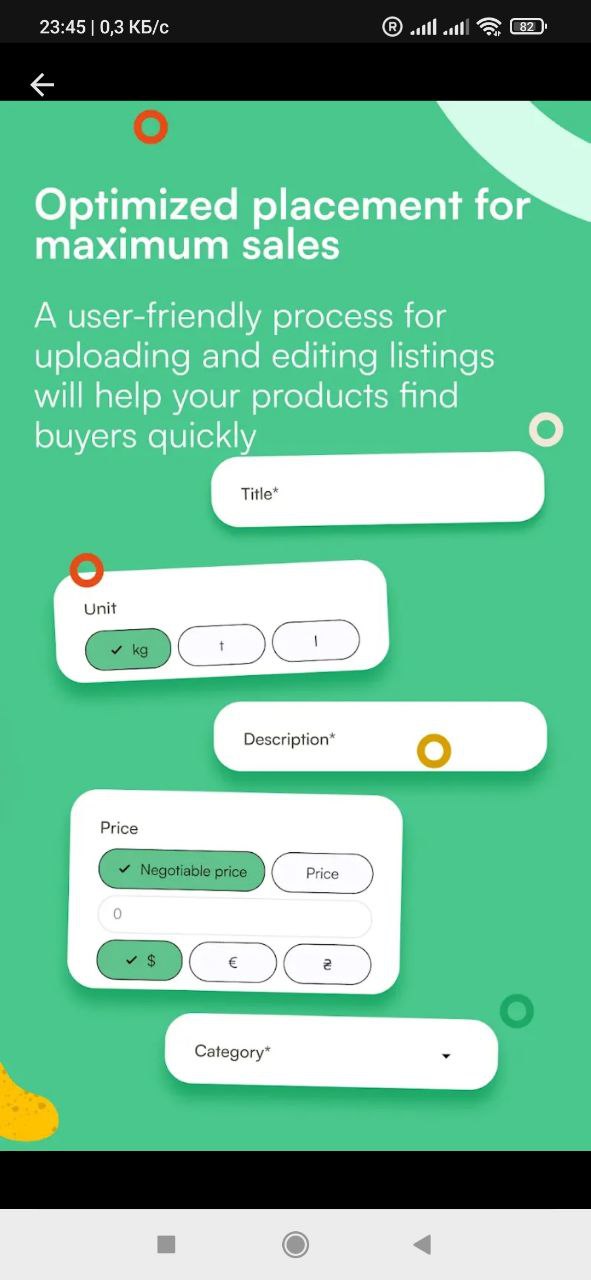 23:45 | 0,3 КБ/с
R
82
Optimized placement for
maximum sales
A user-friendly process for
uploading and editing listings
will help your products find
buyers quickly
Title*
Unit
kg
t
l
Description*
Price
Negotiable price
Price
0
$
€
₴
Category*